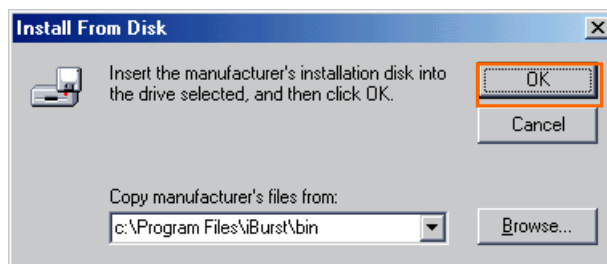 Install From Disk
Insert the manufacturer's installation disk into
the drive selected, and then click OK.
OK
Cancel
Copy manufacturer's files from:
c:\Program Files\iBurst\bin
Browse...